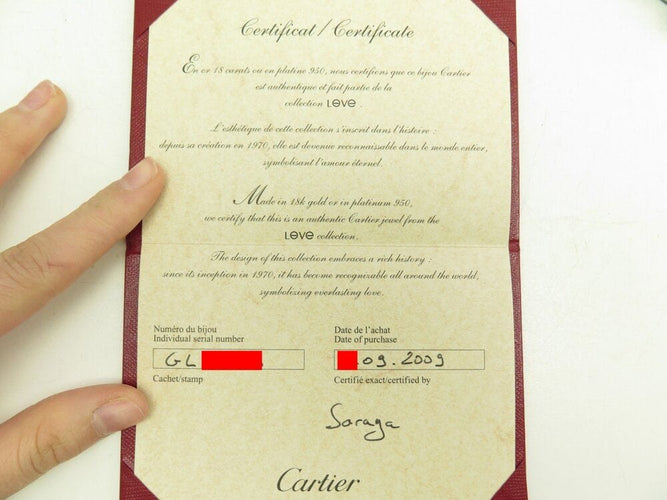 Certificat / Certificate
En or 18 carats ou en platine 950, nous certifions que ce bijou Cartier
est authentique et fait partie de la
collection LOVE .
L'esthétique de cette collection s'inscrit dans l'histoire :
depuis sa création en 1970, elle est devenue reconnaissable dans le monde entier,
symbolisant l'amour éternel.
Made in 18k gold or in platinum 950,
we certify that this is an authentic Cartier jewel from the
LOVE collection.
The design of this collection embraces a rich history :
since its inception in 1970, it has become recognizable all around the world,
symbolizing everlasting love.
Numéro du bijou
Individual serial number
GL
Cachet/stamp
Date de l'achat
Date of purchase
.09.2009
Certifié exact/certified by
Soraya
Cartier